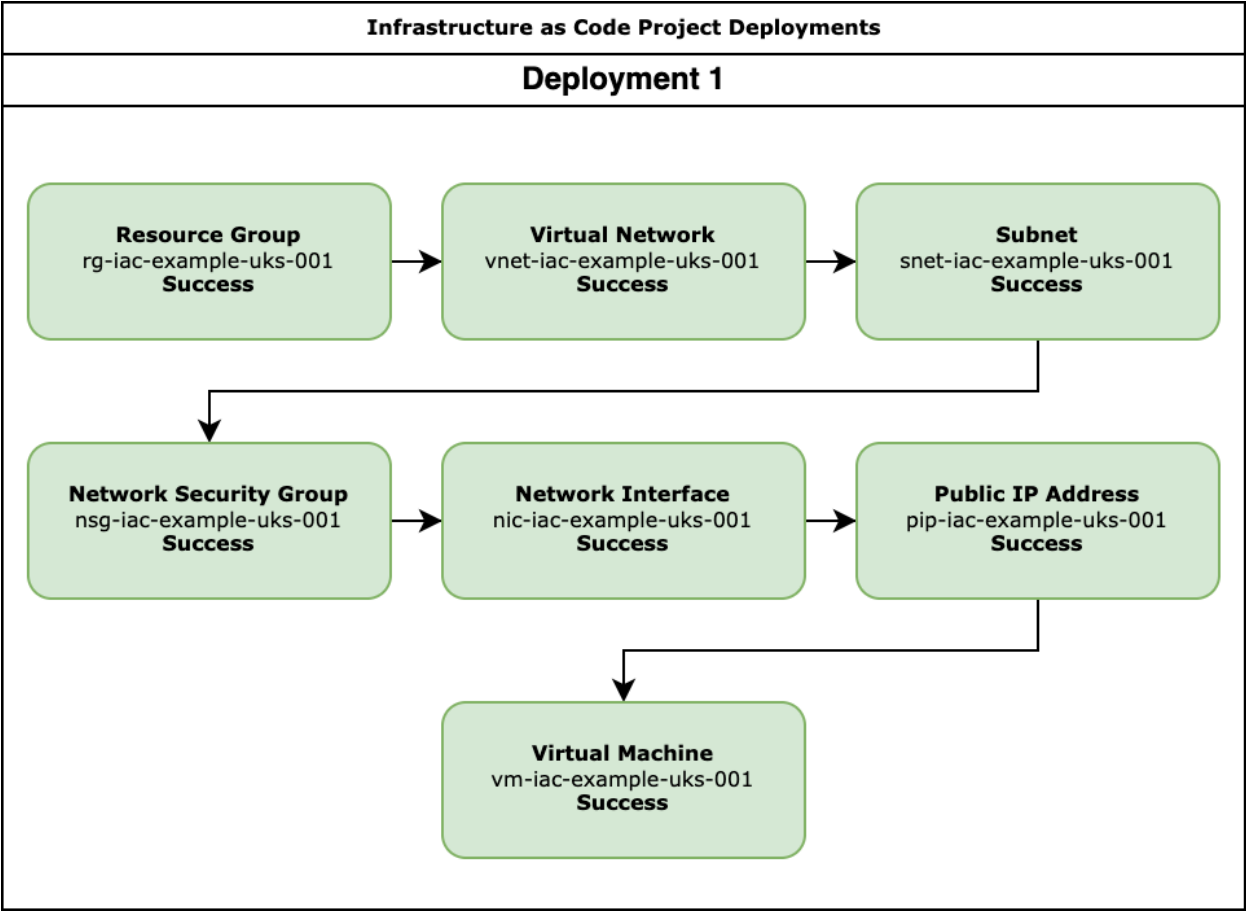 Infrastructure as Code Project Deployments
Deployment 1
Resource Group
rg-iac-example-uks-001
Success
Virtual Network
vnet-iac-example-uks-001
Success
Subnet
snet-iac-example-uks-001
Success
Network Security Group
nsg-iac-example-uks-001
Success
Network Interface
nic-iac-example-uks-001
Success
Public IP Address
pip-iac-example-uks-001
Success
Virtual Machine
vm-iac-example-uks-001
Success